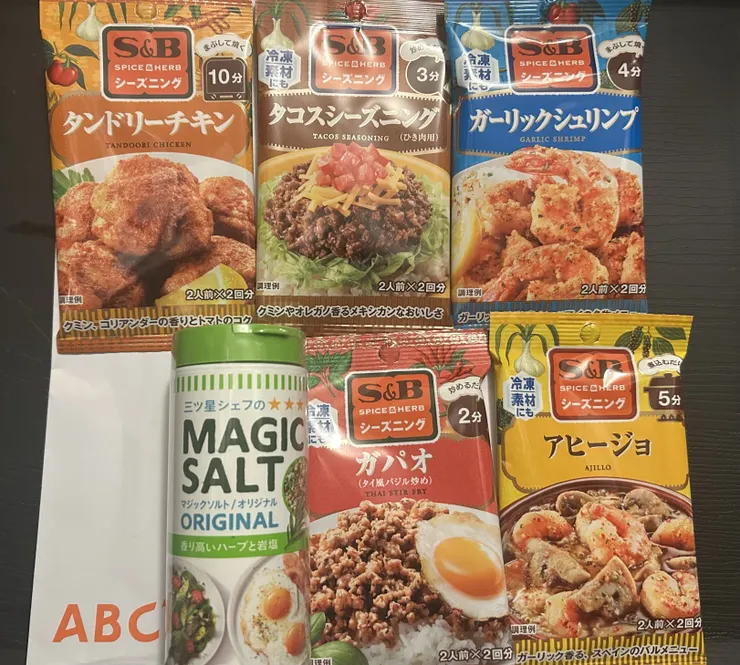 S&B
SPICE & HERB
シーズニング
まぶして焼く
10分
タンドリーチキン
TANDOORI CHICKEN
調理例
2人前×2回分
クミン、コリアンダーの香りとトマトのコク
冷凍
素材
にも
S&B
SPICE & HERB
シーズニング
3分
タコスシーズニング
TACOS SEASONING
(ひき肉用)
調理例
2人前×2回分
クミンやオレガノ香るメキシカンなおいしさ
冷凍
素材
にも
S&B
SPICE & HERB
シーズニング
まぶして焼く
4分
ガーリックシュリンプ
GARLIC SHRIMP
調理例
2人前×2回分
三ツ星シェフの★★
MAGIC
SALT
マジックソルト/オリジナル
ORIGINAL
香り高いハーブと岩塩
冷凍
素材
にも
S&B
SPICE & HERB
シーズニング
炒めるだ
2分
ガパオ
(タイ風バジル炒め)
THAI STIR FRY
調理例
2人前×2回分
冷凍
素材
にも
S&B
SPICE & HERB
シーズニング
煮込むだけ
5分
アヒージョ
AJILLO
調理例
2人前×2回分
ガーリック香る、スペインのバルメニュー
ABC